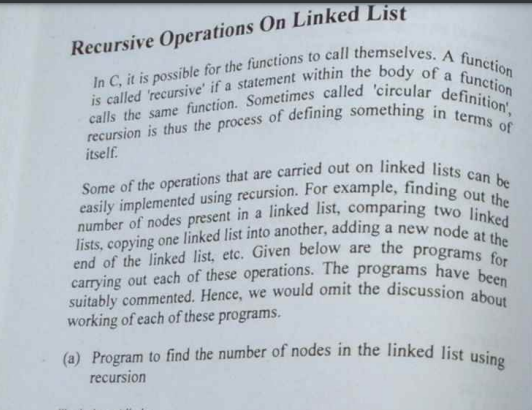 Recursive Operations On Linked List
In C, it is possible for the functions to call themselves. A function
is called 'recursive' if a statement within the body of a function
calls the same function. Sometimes called 'circular definition',
recursion is thus the process of defining something in terms of
itself.
Some of the operations that are carried out on linked lists can be
easily implemented using recursion. For example, finding out the
number of nodes present in a linked list, comparing two linked
lists, copying one linked list into another, adding a new node at the
end of the linked list, etc. Given below are the programs for
carrying out each of these operations. The programs have been
suitably commented. Hence, we would omit the discussion about
working of each of these programs.
(a) Program to find the number of nodes in the linked list using
recursion